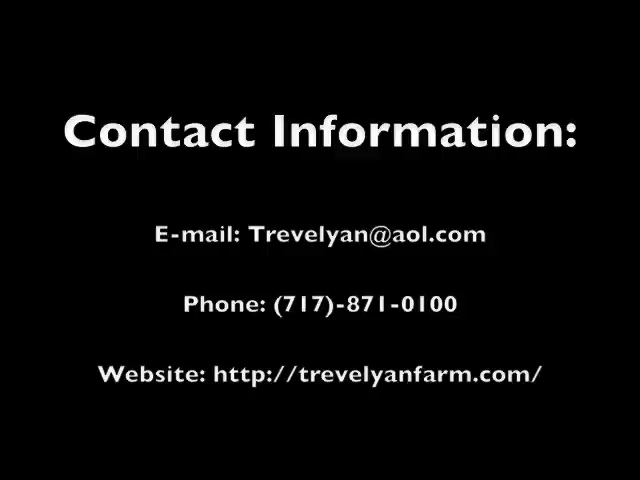 Contact Information:
E-mail: Trevelyan@aol.com
Phone: (717)-871-0100
Website: http://trevelyanfarm.com/